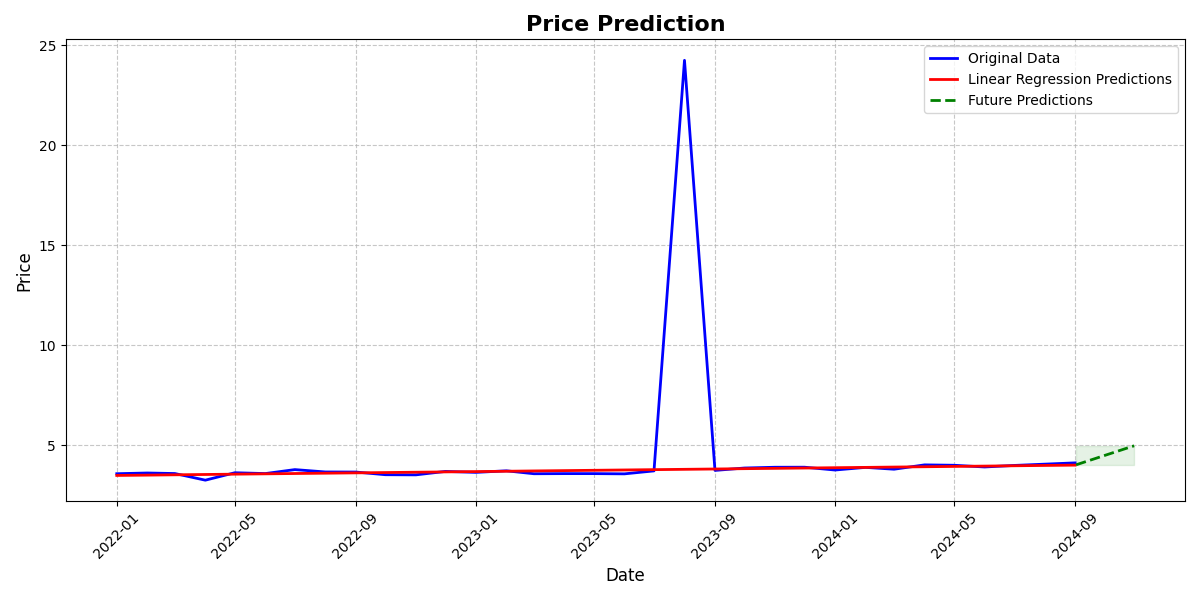 Price Prediction
Original Data
Linear Regression Predictions
Future Predictions
25
20
15
10
5
Price
2022-01
2022-05
2022-09
2023-01
2023-05
2023-09
2024-01
2024-05
2024-09
Date